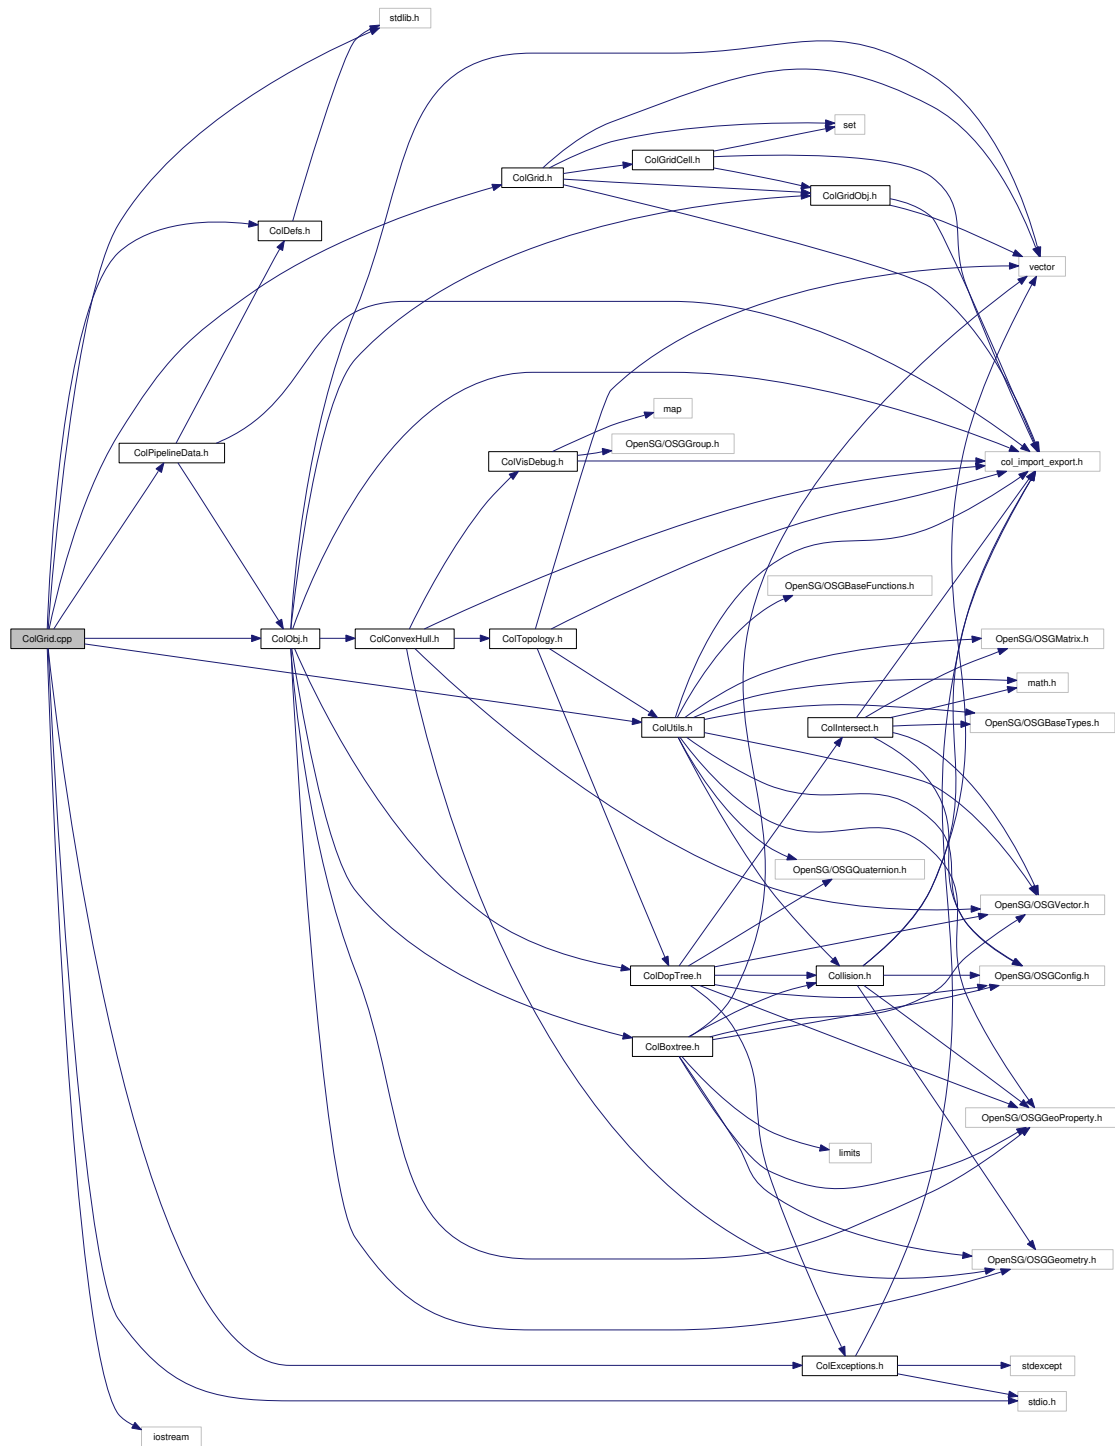 stdlib.h
set
ColGridCell.h
ColGrid.h
ColGridObj.h
ColDefs.h
vector
map
OpenSG/OSGGroup.h
ColPipelineData.h
ColVisDebug.h
col_import_export.h
OpenSG/OSGBaseFunctions.h
ColGrid.cpp
ColObj.h
ColConvexHull.h
ColTopology.h
OpenSG/OSGMatrix.h
math.h
ColUtils.h
ColIntersect.h
OpenSG/OSGBaseTypes.h
OpenSG/OSGQuaternion.h
OpenSG/OSGVector.h
ColDopTree.h
Collision.h
OpenSG/OSGConfig.h
ColBoxtree.h
OpenSG/OSGGeoProperty.h
limits
OpenSG/OSGGeometry.h
ColExceptions.h
stdexcept
stdio.h
iostream